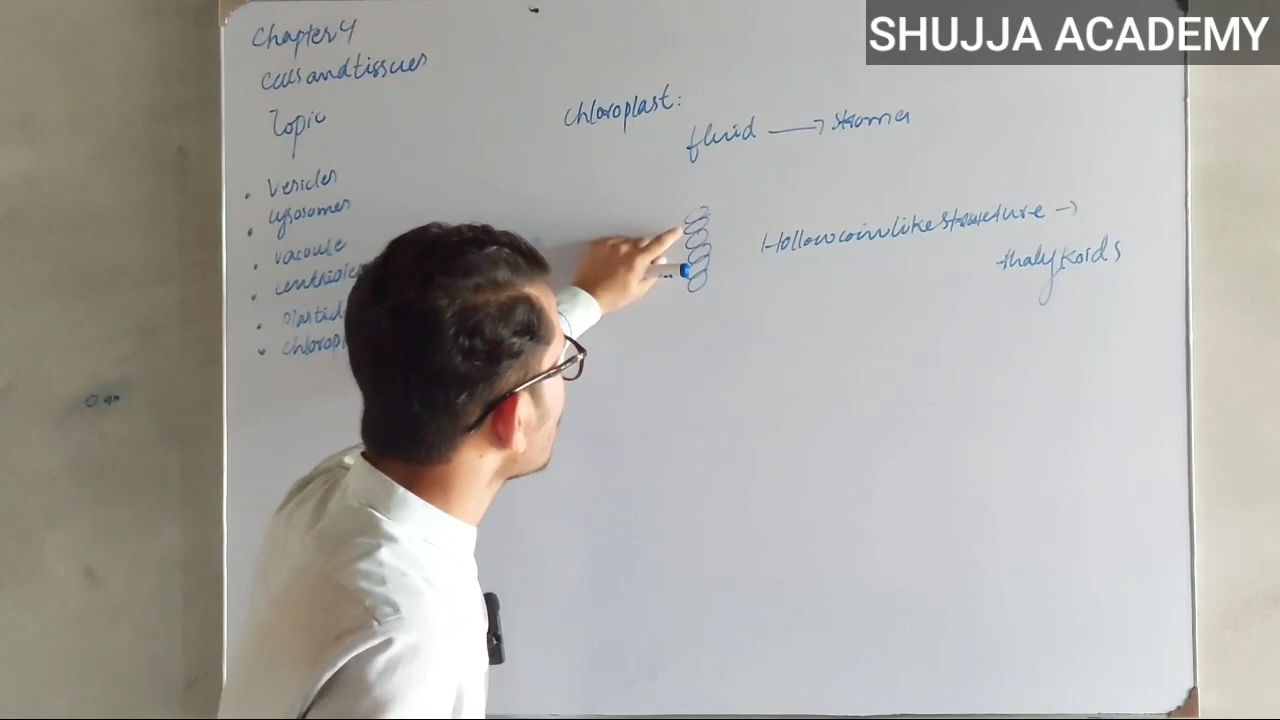 SHUJJA ACADEMY
Chapter 4
Cells and tissues
Topic
• Vesicles
• Lysosomes
• vacoule
• centrioles
• Plastid
• chlorop
Chloroplast:
fluid → stroma
Hollow coin like structure →
thalykoids